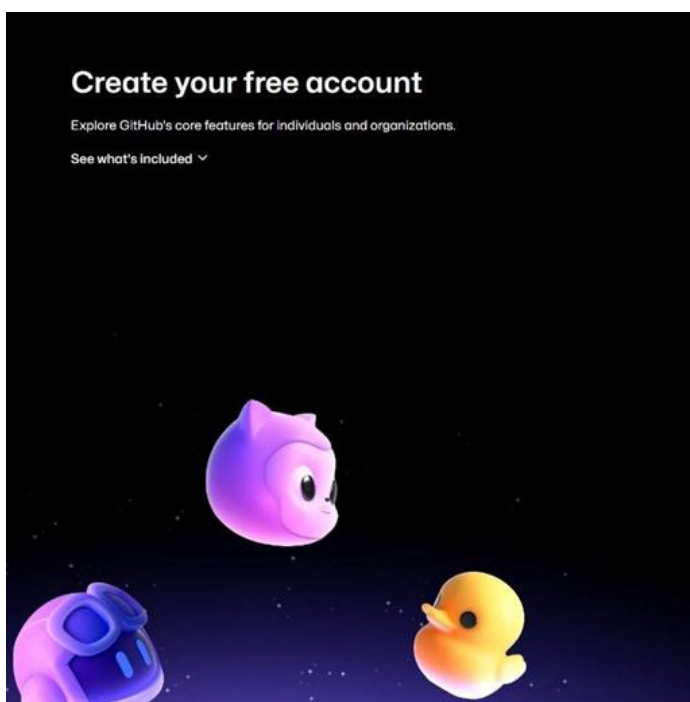 Create your free account
Explore GitHub's core features for individuals and organizations.
See what's included